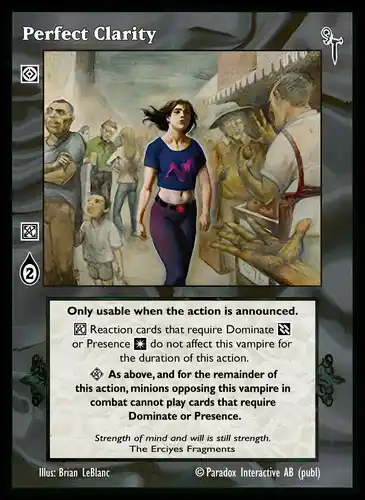 Perfect Clarity
2
Only usable when the action is announced.
Reaction cards that require Dominate
or Presence do not affect this vampire for
the duration of this action.
As above, and for the remainder of
this action, minions opposing this vampire in
combat cannot play cards that require
Dominate or Presence.
Strength of mind and will is still strength.
The Erciyes Fragments
Illus: Brian LeBlanc
© Paradox Interactive AB (publ)